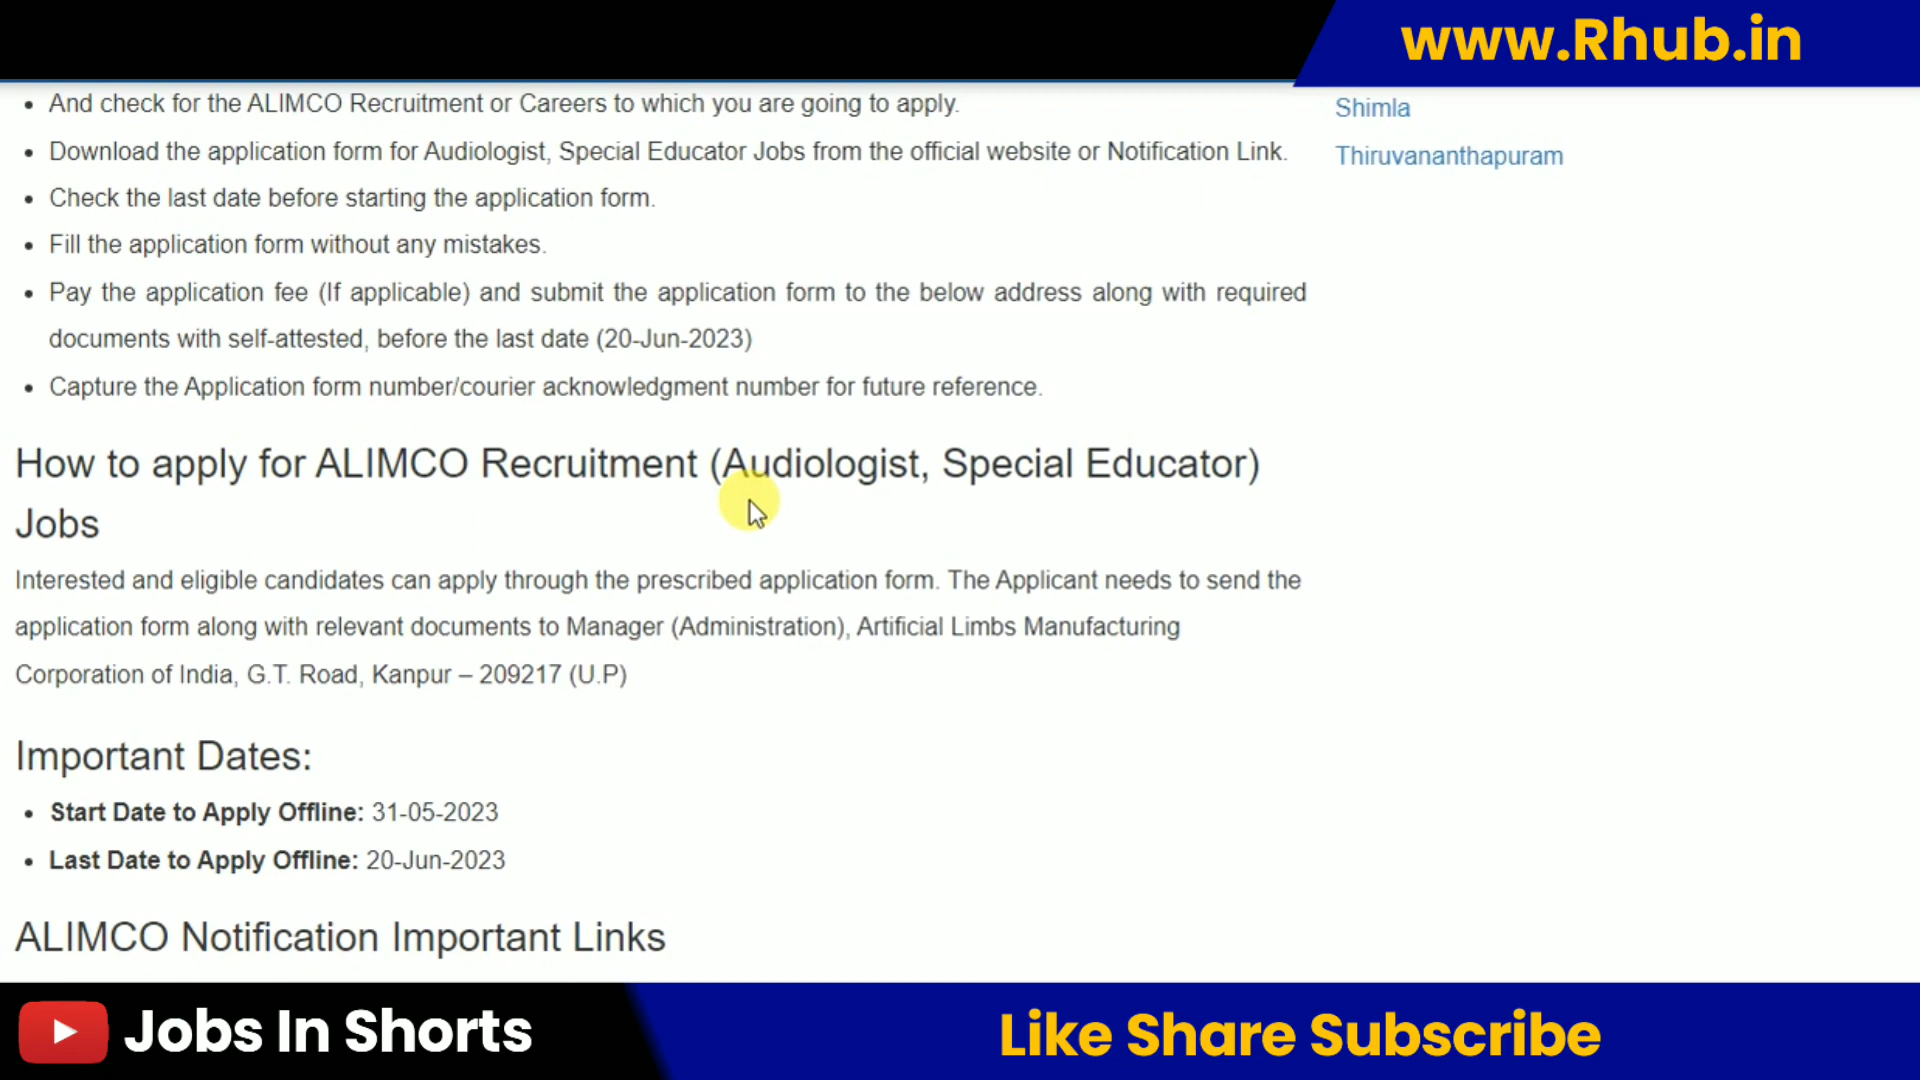 www.Rhub.in
And check for the ALIMCO Recruitment or Careers to which you are going to apply.
Download the application form for Audiologist, Special Educator Jobs from the official website or Notification Link.
Check the last date before starting the application form.
Fill the application form without any mistakes.
Pay the application fee (If applicable) and submit the application form to the below address along with required
documents with self-attested, before the last date (20-Jun-2023)
Capture the Application form number/courier acknowledgment number for future reference.
Shimla
Thiruvananthapuram
How to apply for ALIMCO Recruitment (Audiologist, Special Educator)
Jobs
Interested and eligible candidates can apply through the prescribed application form. The Applicant needs to send the
application form along with relevant documents to Manager (Administration), Artificial Limbs Manufacturing
Corporation of India, G.T. Road, Kanpur – 209217 (U.P)
Important Dates:
Start Date to Apply Offline: 31-05-2023
Last Date to Apply Offline: 20-Jun-2023
ALIMCO Notification Important Links
Jobs In Shorts
Like Share Subscribe